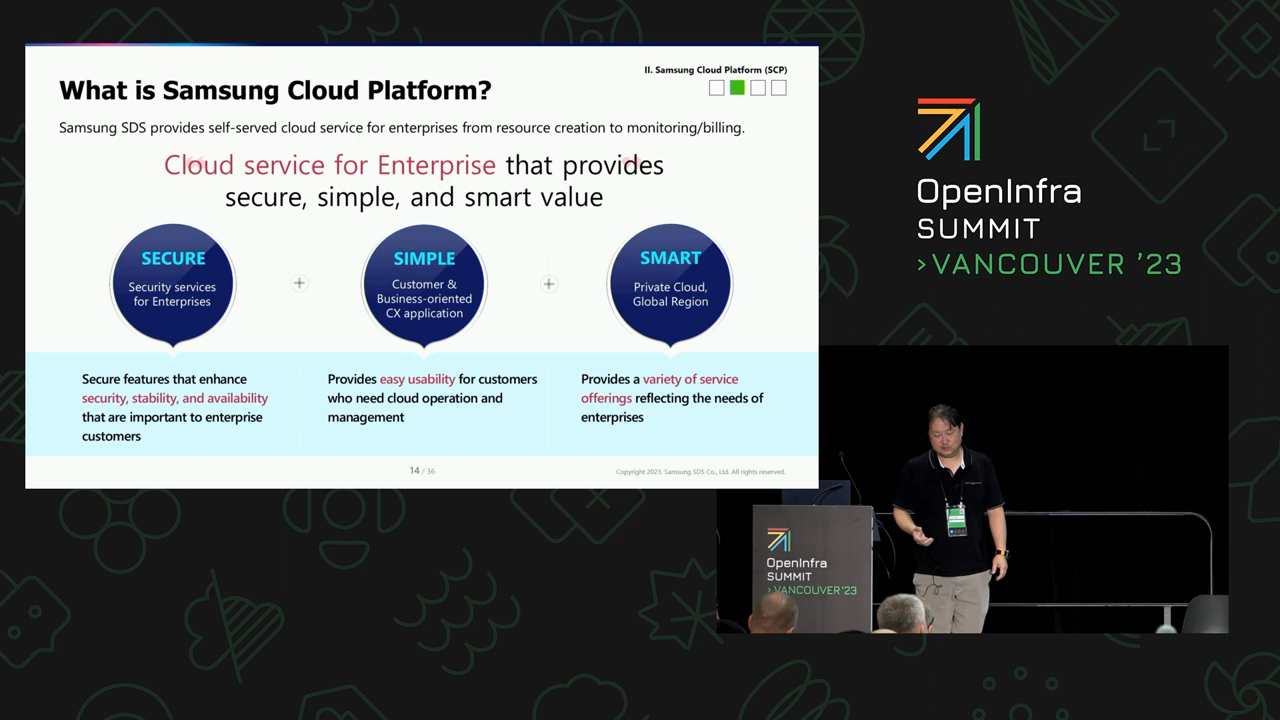 II. Samsung Cloud Platform (SCP)
What is Samsung Cloud Platform?
Samsung SDS provides self-served cloud service for enterprises from resource creation to monitoring/billing.
Cloud service for Enterprise that provides
secure, simple, and smart value
SECURE
Security services
for Enterprises
SIMPLE
Customer &
Business-oriented
CX application
SMART
Private Cloud,
Global Region
Secure features that enhance
security, stability, and availability
that are important to enterprise
customers
Provides easy usability for customers
who need cloud operation and
management
Provides a variety of service
offerings reflecting the needs of
enterprises
14 / 36
Copyright 2023. Samsung SDS Co., Ltd. All rights reserved.
OpenInfra
SUMMIT
>VANCOUVER '23
OpenInfra
SUMMIT
>VANCOUVER '23